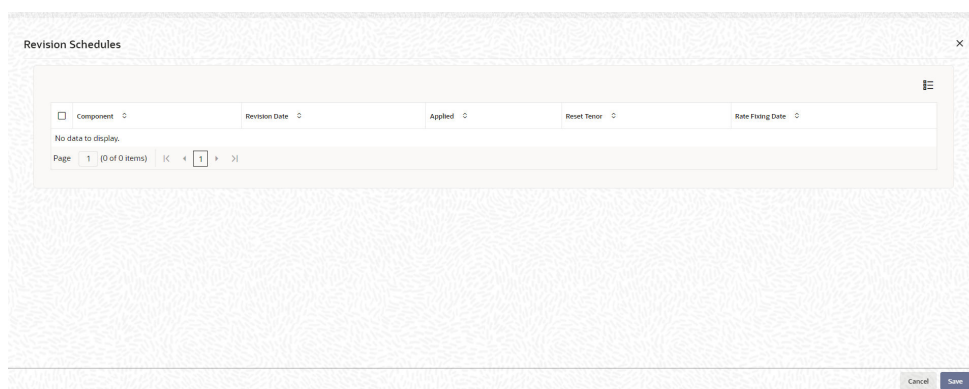 Revision Schedules
Component Revision Date Applied Reset Tenor Rate Fixing Date
No data to display.
Page 1 (0 of 0 items) 1
Cancel Save